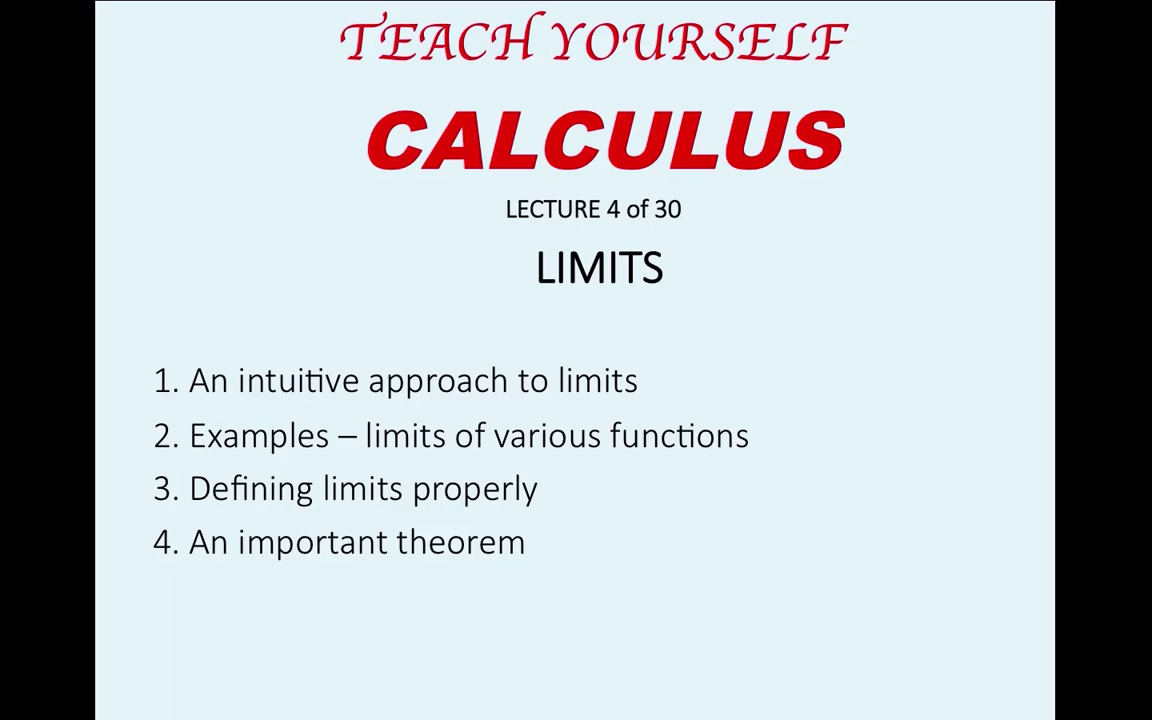 TEACH YOURSELF
CALCULUS
LECTURE 4 of 30
LIMITS
1. An intuitive approach to limits
2. Examples – limits of various functions
3. Defining limits properly
4. An important theorem